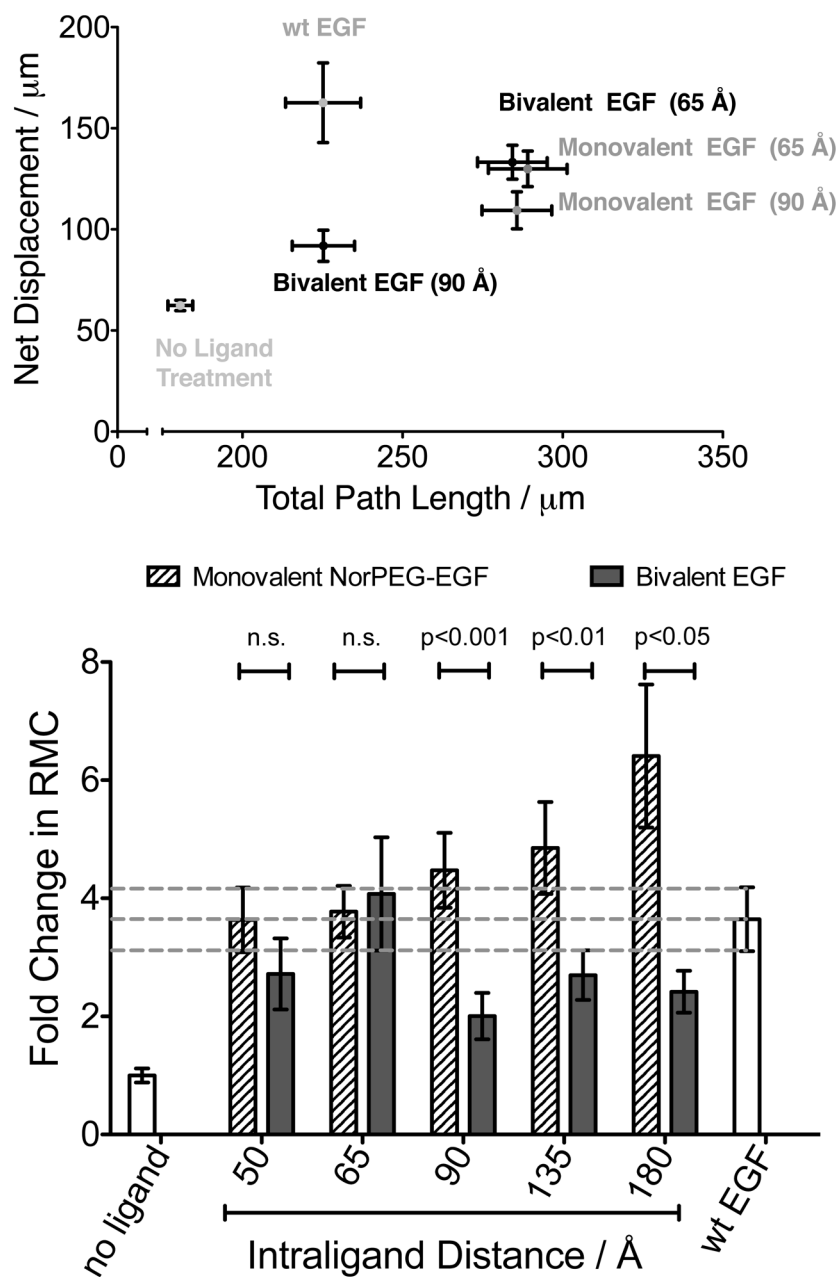 200
wt EGF
Bivalent EGF (65 Å)
150
Monovalent EGF (65 Å)
Monovalent EGF (90 Å)
100
Bivalent EGF (90 Å)
50
No Ligand
Treatment
0
Net Displacement / μm
0 200 250 300 350
Total Path Length / μm
Monovalent NorPEG-EGF Bivalent EGF
n.s. n.s. p<0.001 p<0.01 p<0.05
8
6
4
2
0
Fold Change in RMC
no ligand 50 65 90 135 180 wt EGF
Intraligand Distance / Å